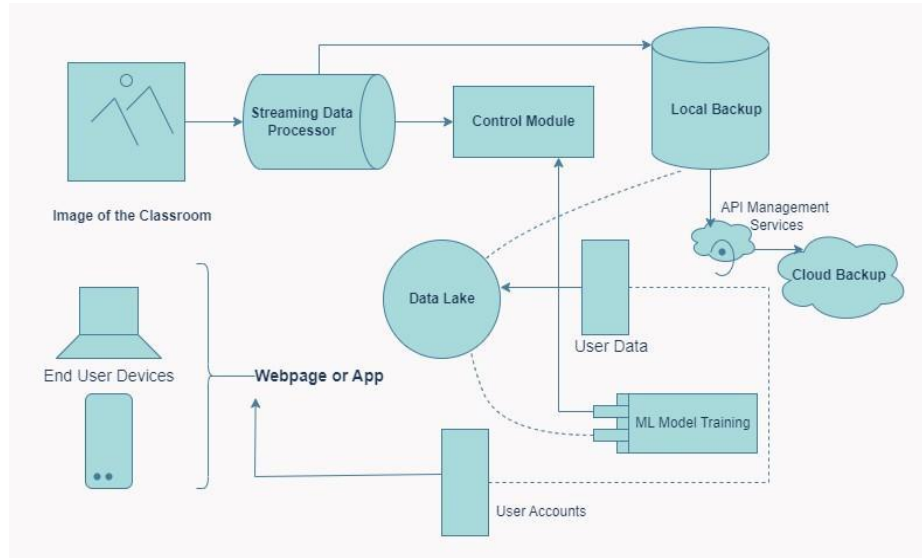 Streaming Data
Processor
Control Module
Local Backup
Image of the Classroom
API Management
Services
Cloud Backup
Data Lake
User Data
End User Devices
Webpage or App
ML Model Training
User Accounts